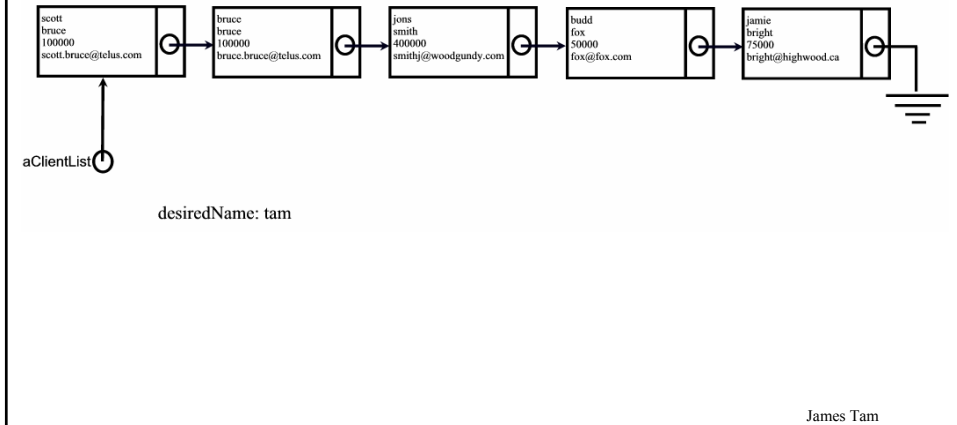 scott
bruce
100000
scott.bruce@telus.com
bruce
bruce
100000
bruce.bruce@telus.com
jons
smith
400000
smithj@woodgundy.com
budd
fox
50000
fox@fox.com
jamie
bright
75000
bright@highwood.ca
aClientList
desiredName: tam
James Tam